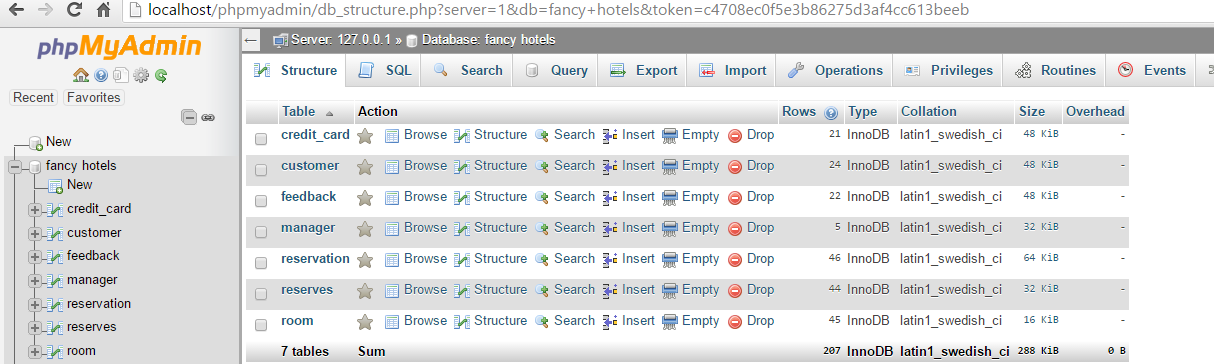 localhost/phpmyadmin/db_structure.php?server=1&db=fancy+hotels&token=c4708ec0f5e3b86275d3af4cc613beeb
phpMyAdmin
Recent Favorites
New
fancy hotels
New
credit_card
customer
feedback
manager
reservation
reserves
room
Server: 127.0.0.1 » Database: fancy hotels
Structure SQL Search Query Export Import Operations Privileges Routines Events
Table Action Rows Type Collation Size Overhead
credit_card Browse Structure Search Insert Empty Drop 21 InnoDB latin1_swedish_ci 48 KiB -
customer Browse Structure Search Insert Empty Drop 24 InnoDB latin1_swedish_ci 48 KiB -
feedback Browse Structure Search Insert Empty Drop 22 InnoDB latin1_swedish_ci 48 KiB -
manager Browse Structure Search Insert Empty Drop 5 InnoDB latin1_swedish_ci 32 KiB -
reservation Browse Structure Search Insert Empty Drop 46 InnoDB latin1_swedish_ci 64 KiB -
reserves Browse Structure Search Insert Empty Drop 44 InnoDB latin1_swedish_ci 32 KiB -
room Browse Structure Search Insert Empty Drop 45 InnoDB latin1_swedish_ci 16 KiB -
7 tables Sum 207 InnoDB latin1_swedish_ci 288 KiB 0 B